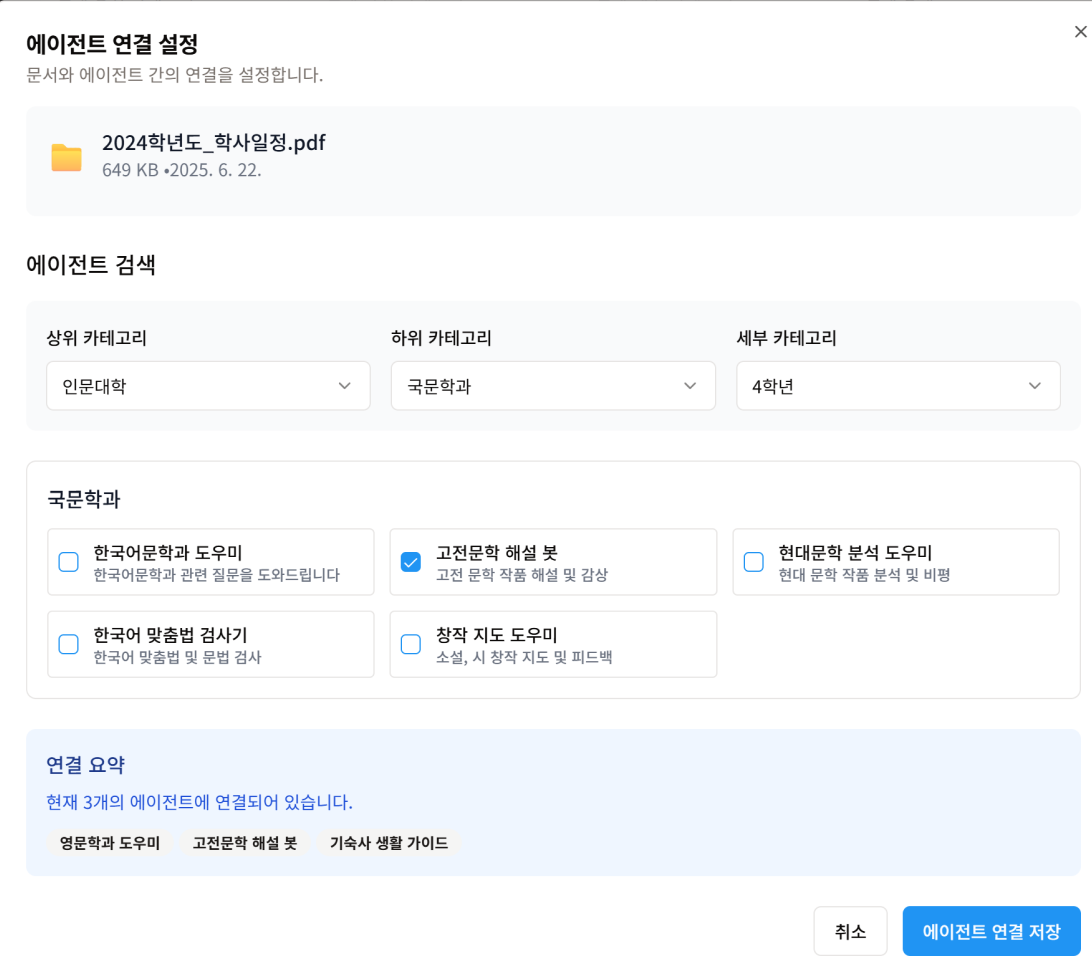 에이전트 연결 설정
문서와 에이전트 간의 연결을 설정합니다.
2024학년도_학사일정.pdf
649 KB •2025. 6. 22.
에이전트 검색
상위 카테고리
하위 카테고리
세부 카테고리
인문대학
국문학과
4학년
국문학과
한국어문학과 도우미
한국어문학과 관련 질문을 도와드립니다
고전문학 해설 봇
고전 문학 작품 해설 및 감상
현대문학 분석 도우미
현대 문학 작품 분석 및 비평
한국어 맞춤법 검사기
한국어 맞춤법 및 문법 검사
창작 지도 도우미
소설, 시 창작 지도 및 피드백
연결 요약
현재 3개의 에이전트에 연결되어 있습니다.
영문학과 도우미
고전문학 해설 봇
기숙사 생활 가이드
취소
에이전트 연결 저장